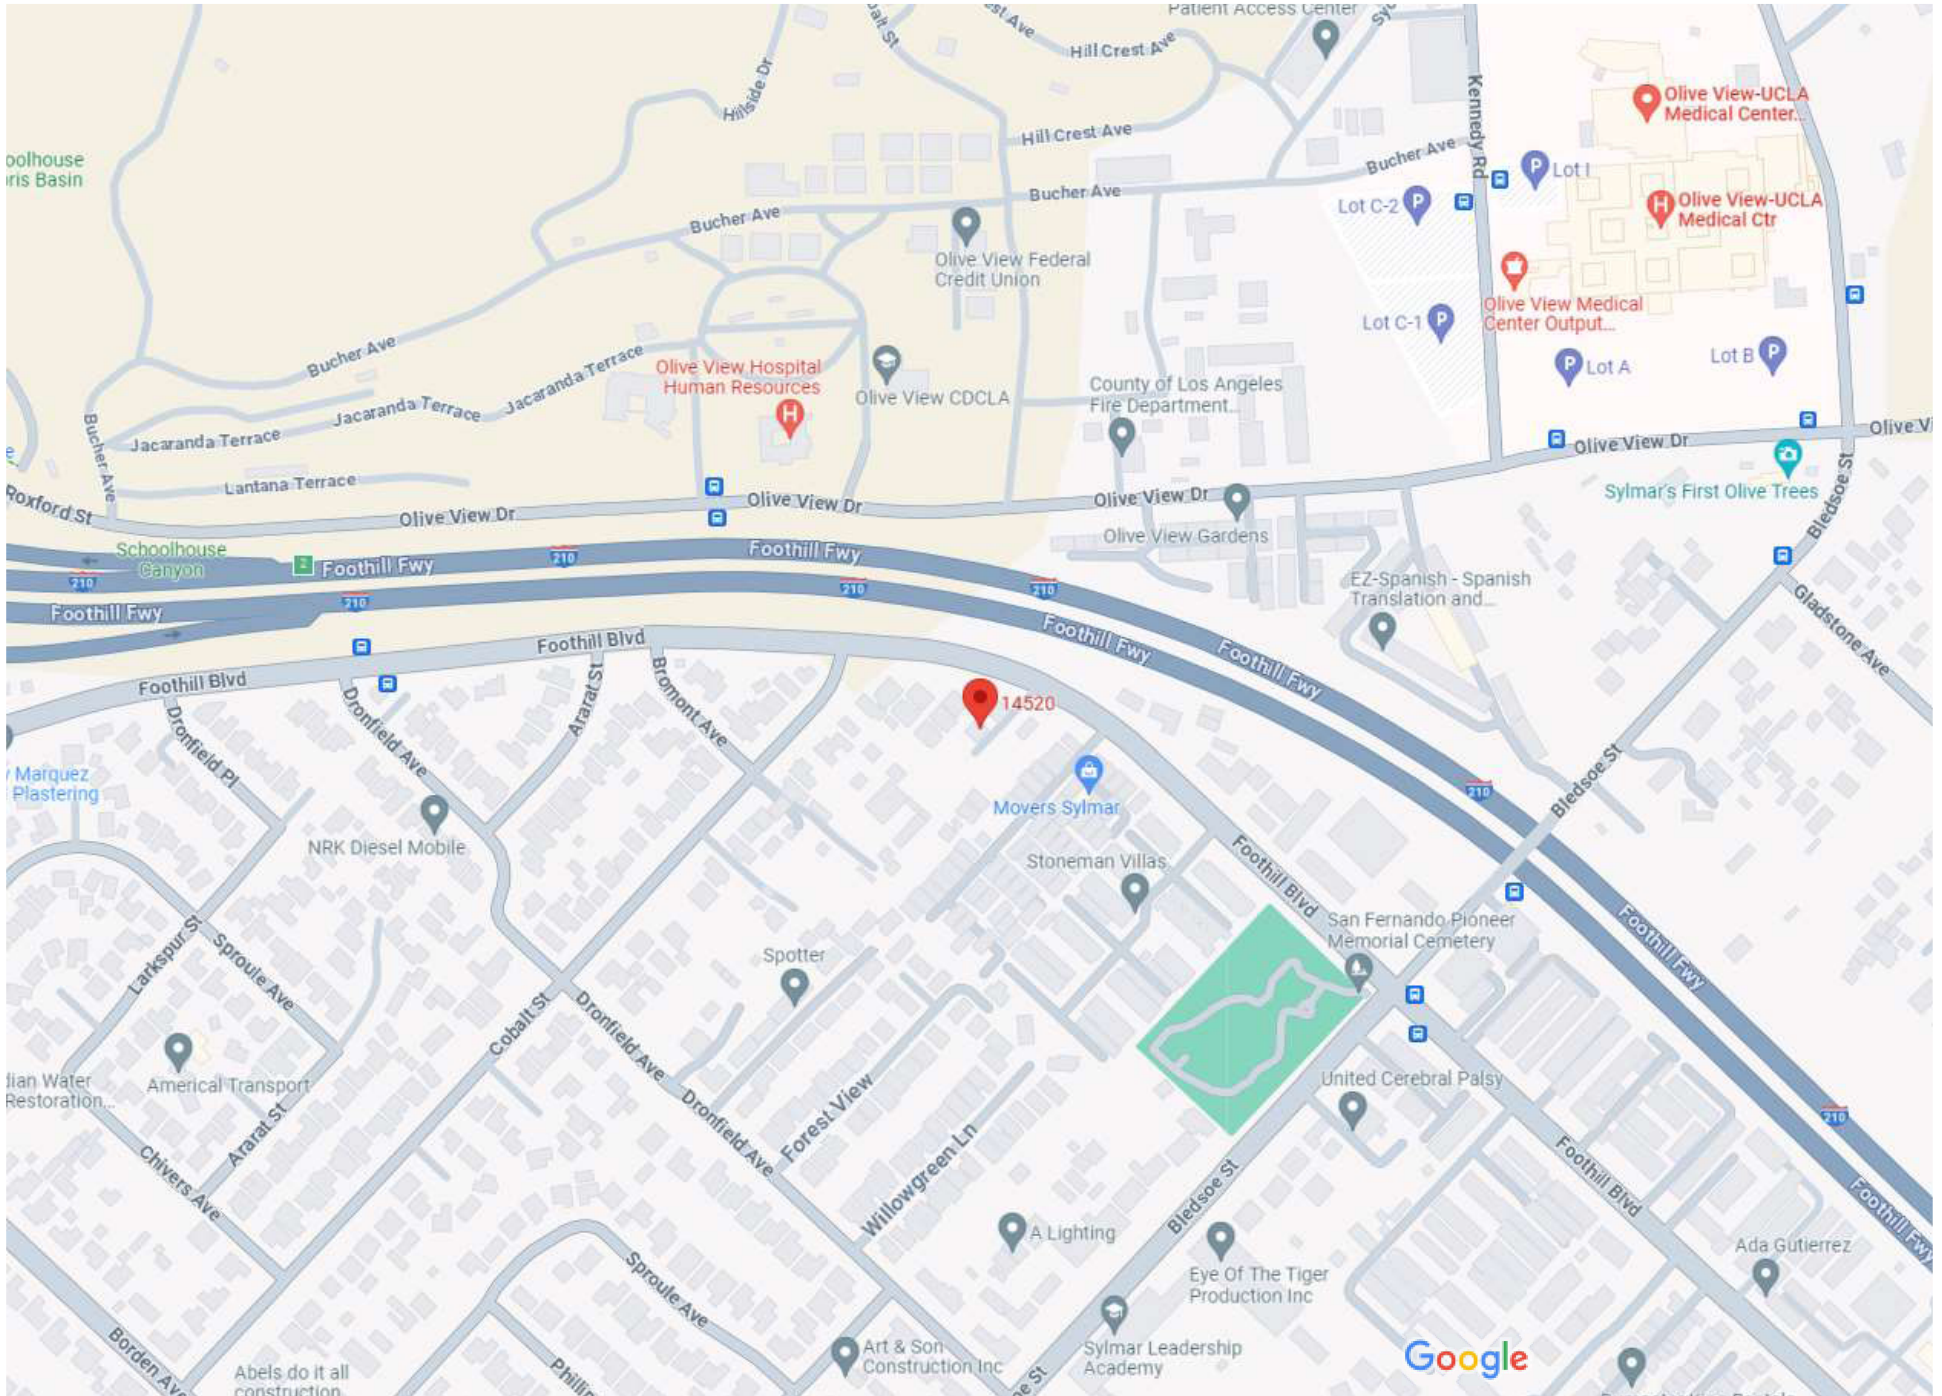 Patient Access Center
Hill Crest Ave
Hillside Dr
Kennedy Rd
Olive View-UCLA
Medical Center...
Hill Crest Ave
Bucher Ave
Lot I
Bucher Ave
Lot C-2
Olive View-UCLA
Medical Ctr
Bucher Ave
Olive View Federal
Credit Union
Olive View Medical
Center Output...
Lot C-1
Bucher Ave
Lot A
Lot B
Olive View Hospital
Human Resources
Olive View CDCLA
County of Los Angeles
Fire Department...
Jacaranda Terrace
Jacaranda Terrace
Jacaranda Terrace
Bucher Ave
Olive View Dr
Lantana Terrace
Roxford St
Olive View Dr
Olive View Dr
Olive View Dr
Sylmar's First Olive Trees
Bledsoe St
Olive View Gardens
Schoolhouse
Canyon
2
Foothill Fwy
210
Foothill Fwy
210
210
210
210
Foothill Fwy
EZ-Spanish - Spanish
Translation and...
Gladstone Ave
Foothill Blvd
Foothill Fwy
Foothill Fwy
Foothill Blvd
Dronfield Pl
Dronfield Ave
Ararat St
Bromont Ave
14520
Marquez
Plastering
Movers Sylmar
210
Bledsoe St
NRK Diesel Mobile
Stoneman Villas
Foothill Blvd
San Fernando Pioneer
Memorial Cemetery
Foothill Fwy
Larkspur St
Sproule Ave
Spotter
Cobalt St
Dronfield Ave
Americal Transport
Water
Restoration...
Ararat St
Chivers Ave
Dronfield Ave
Forest View
Willowgreen Ln
United Cerebral Palsy
210
Foothill Blvd
Foothill Fwy
Bledsoe St
A Lighting
Eye Of The Tiger
Production Inc
Ada Gutierrez
Sproule Ave
Borden Ave
Art & Son
Construction Inc
Sylmar Leadership
Academy
Google
Abels do it all
construction